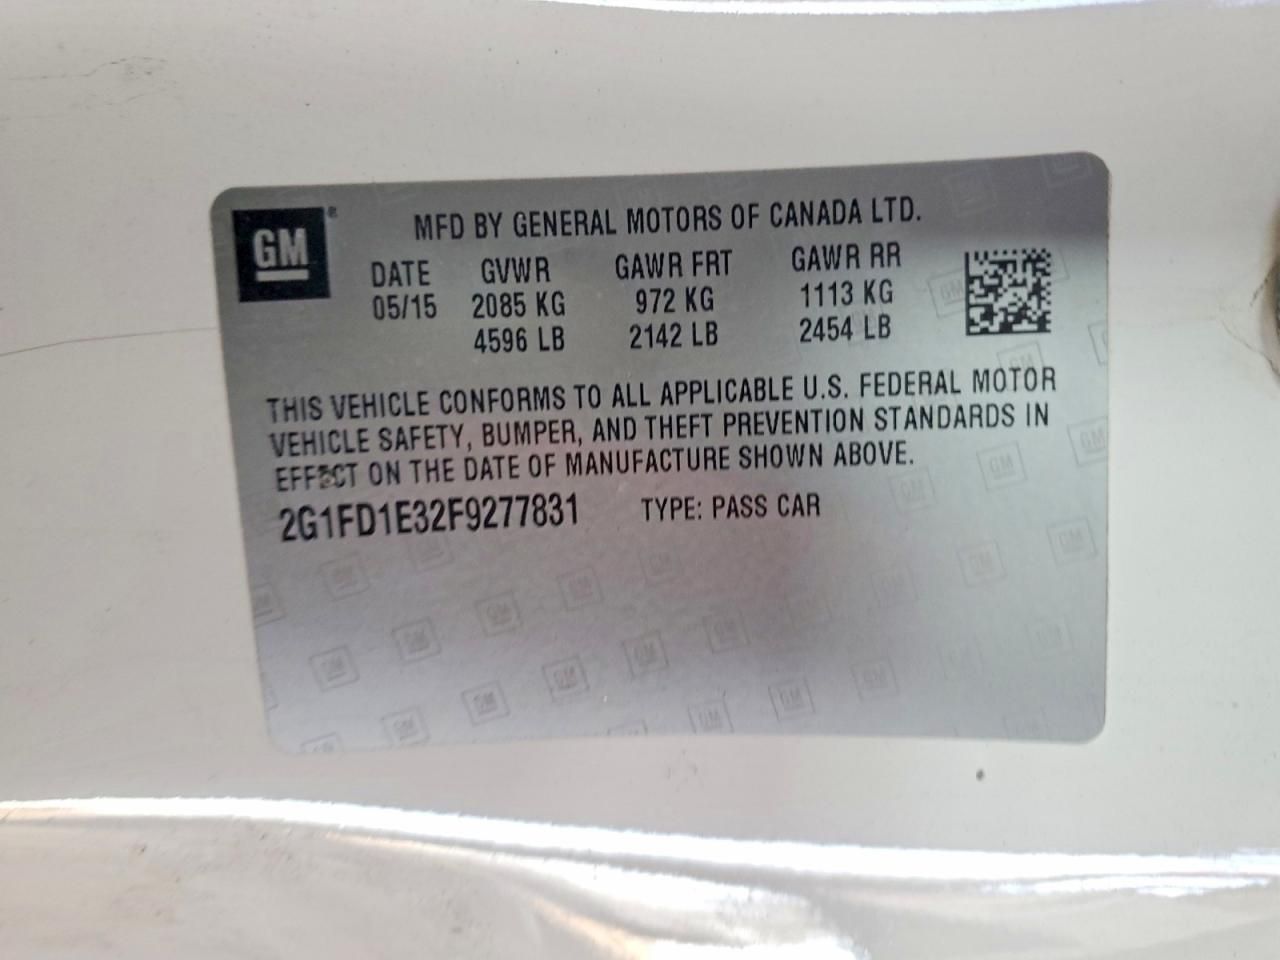 GM®
MFD BY GENERAL MOTORS OF CANADA LTD.
DATE GVWR GAWR FRT GAWR RR
05/15 2085 KG 972 KG 1113 KG
4596 LB 2142 LB 2454 LB
THIS VEHICLE CONFORMS TO ALL APPLICABLE U.S. FEDERAL MOTOR
VEHICLE SAFETY, BUMPER, AND THEFT PREVENTION STANDARDS IN
EFFECT ON THE DATE OF MANUFACTURE SHOWN ABOVE.
2G1FD1E32F9277831 TYPE: PASS CAR